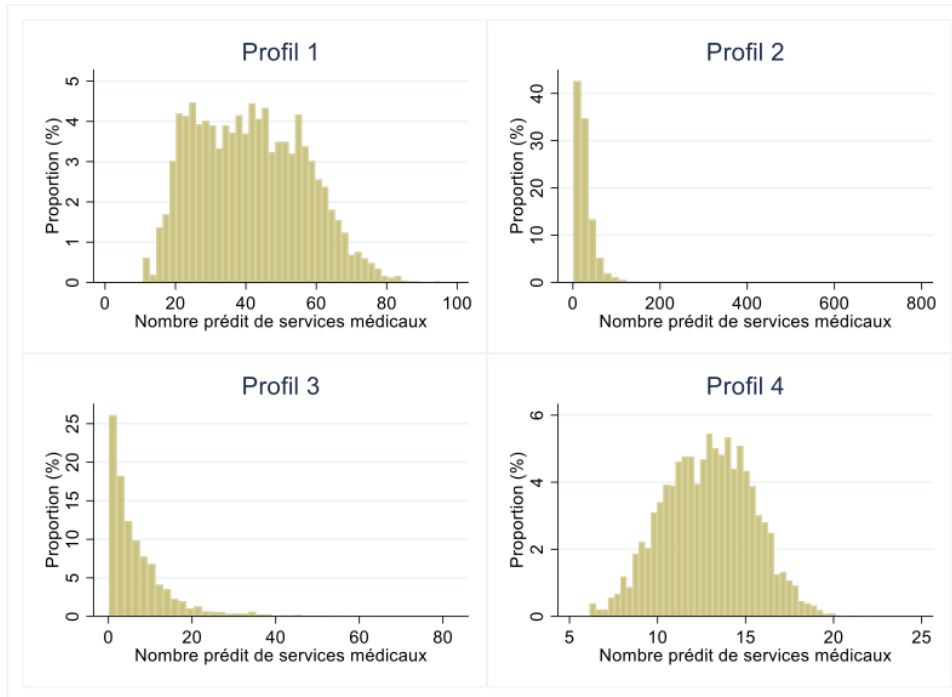 Profil 1
Proportion (%)
5
4
3
2
1
0
0 20 40 60 80 100
Nombre prédit de services médicaux
Profil 2
Proportion (%)
40
30
20
10
0
0 200 400 600 800
Nombre prédit de services médicaux
Profil 3
Proportion (%)
25
20
15
10
5
0
0 20 40 60 80
Nombre prédit de services médicaux
Profil 4
Proportion (%)
6
4
2
0
5 10 15 20 25
Nombre prédit de services médicaux